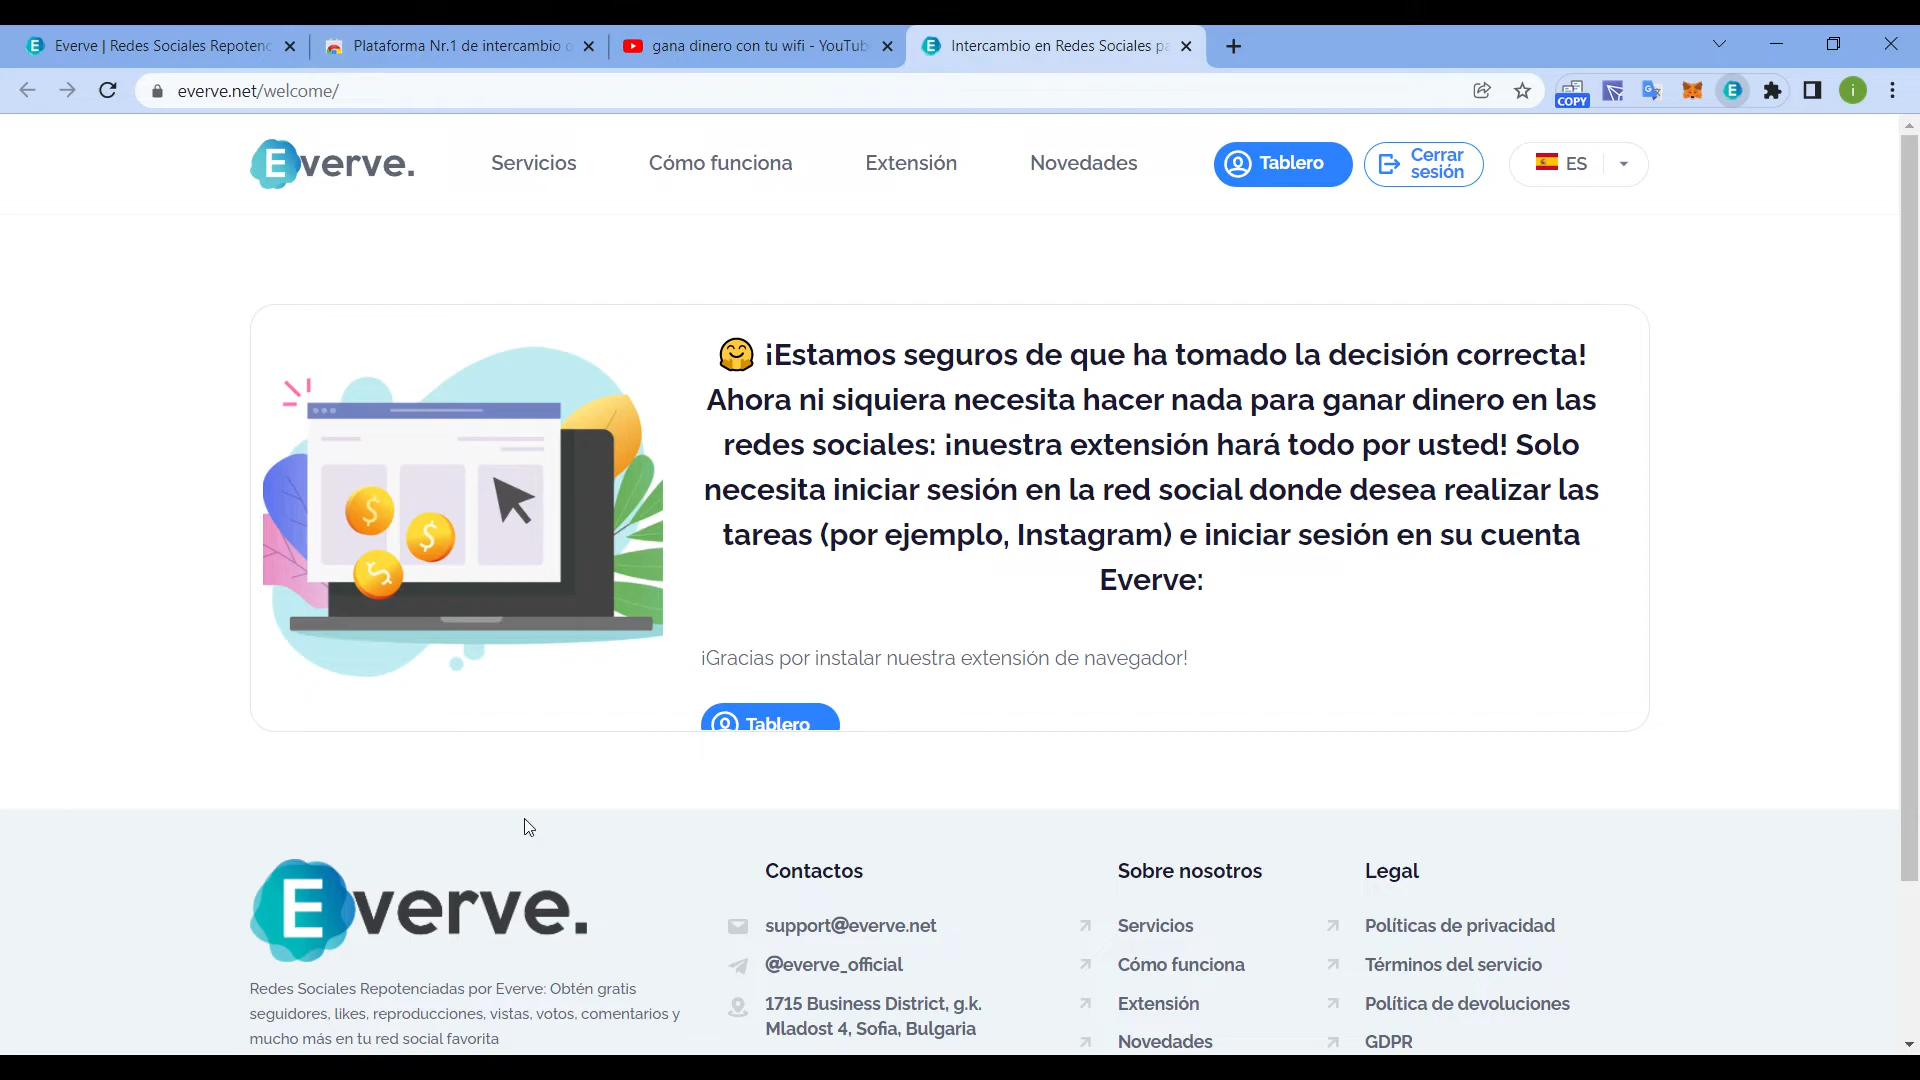 Everve | Redes Sociales Repotenc
Plataforma Nr.1 de intercambio
gana dinero con tu wifi - YouTub
Intercambio en Redes Sociales pa
everve.net/welcome/
COPY
i
Everve.
Servicios
Cómo funciona
Extensión
Novedades
Tablero
Cerrar
sesión
ES
🤗 ¡Estamos seguros de que ha tomado la decisión correcta!
Ahora ni siquiera necesita hacer nada para ganar dinero en las
redes sociales: ¡nuestra extensión hará todo por usted! Solo
necesita iniciar sesión en la red social donde desea realizar las
tareas (por ejemplo, Instagram) e iniciar sesión en su cuenta
Everve:
¡Gracias por instalar nuestra extensión de navegador!
Tablero
Everve.
Redes Sociales Repotenciadas por Everve: Obtén gratis
seguidores, likes, reproducciones, vistas, votos, comentarios y
mucho más en tu red social favorita
Contactos
support@everve.net
@everve_official
1715 Business District, g.k.
Mladost 4, Sofia, Bulgaria
Sobre nosotros
Servicios
Cómo funciona
Extensión
Novedades
Legal
Políticas de privacidad
Términos del servicio
Política de devoluciones
GDPR